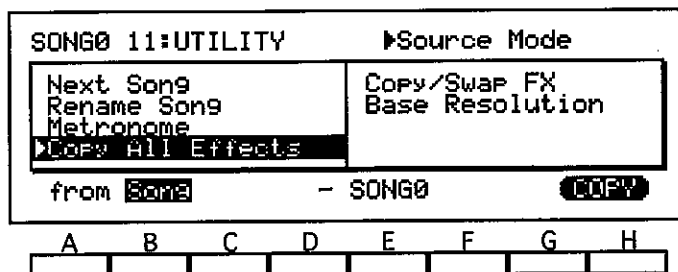 SONG0 11:UTILITY ▶Source Mode
Next Song
Rename Song
Metronome
▶Copy All Effects
Copy/Swap FX
Base Resolution
from Song - SONG0 COPY
A B C D E F G H